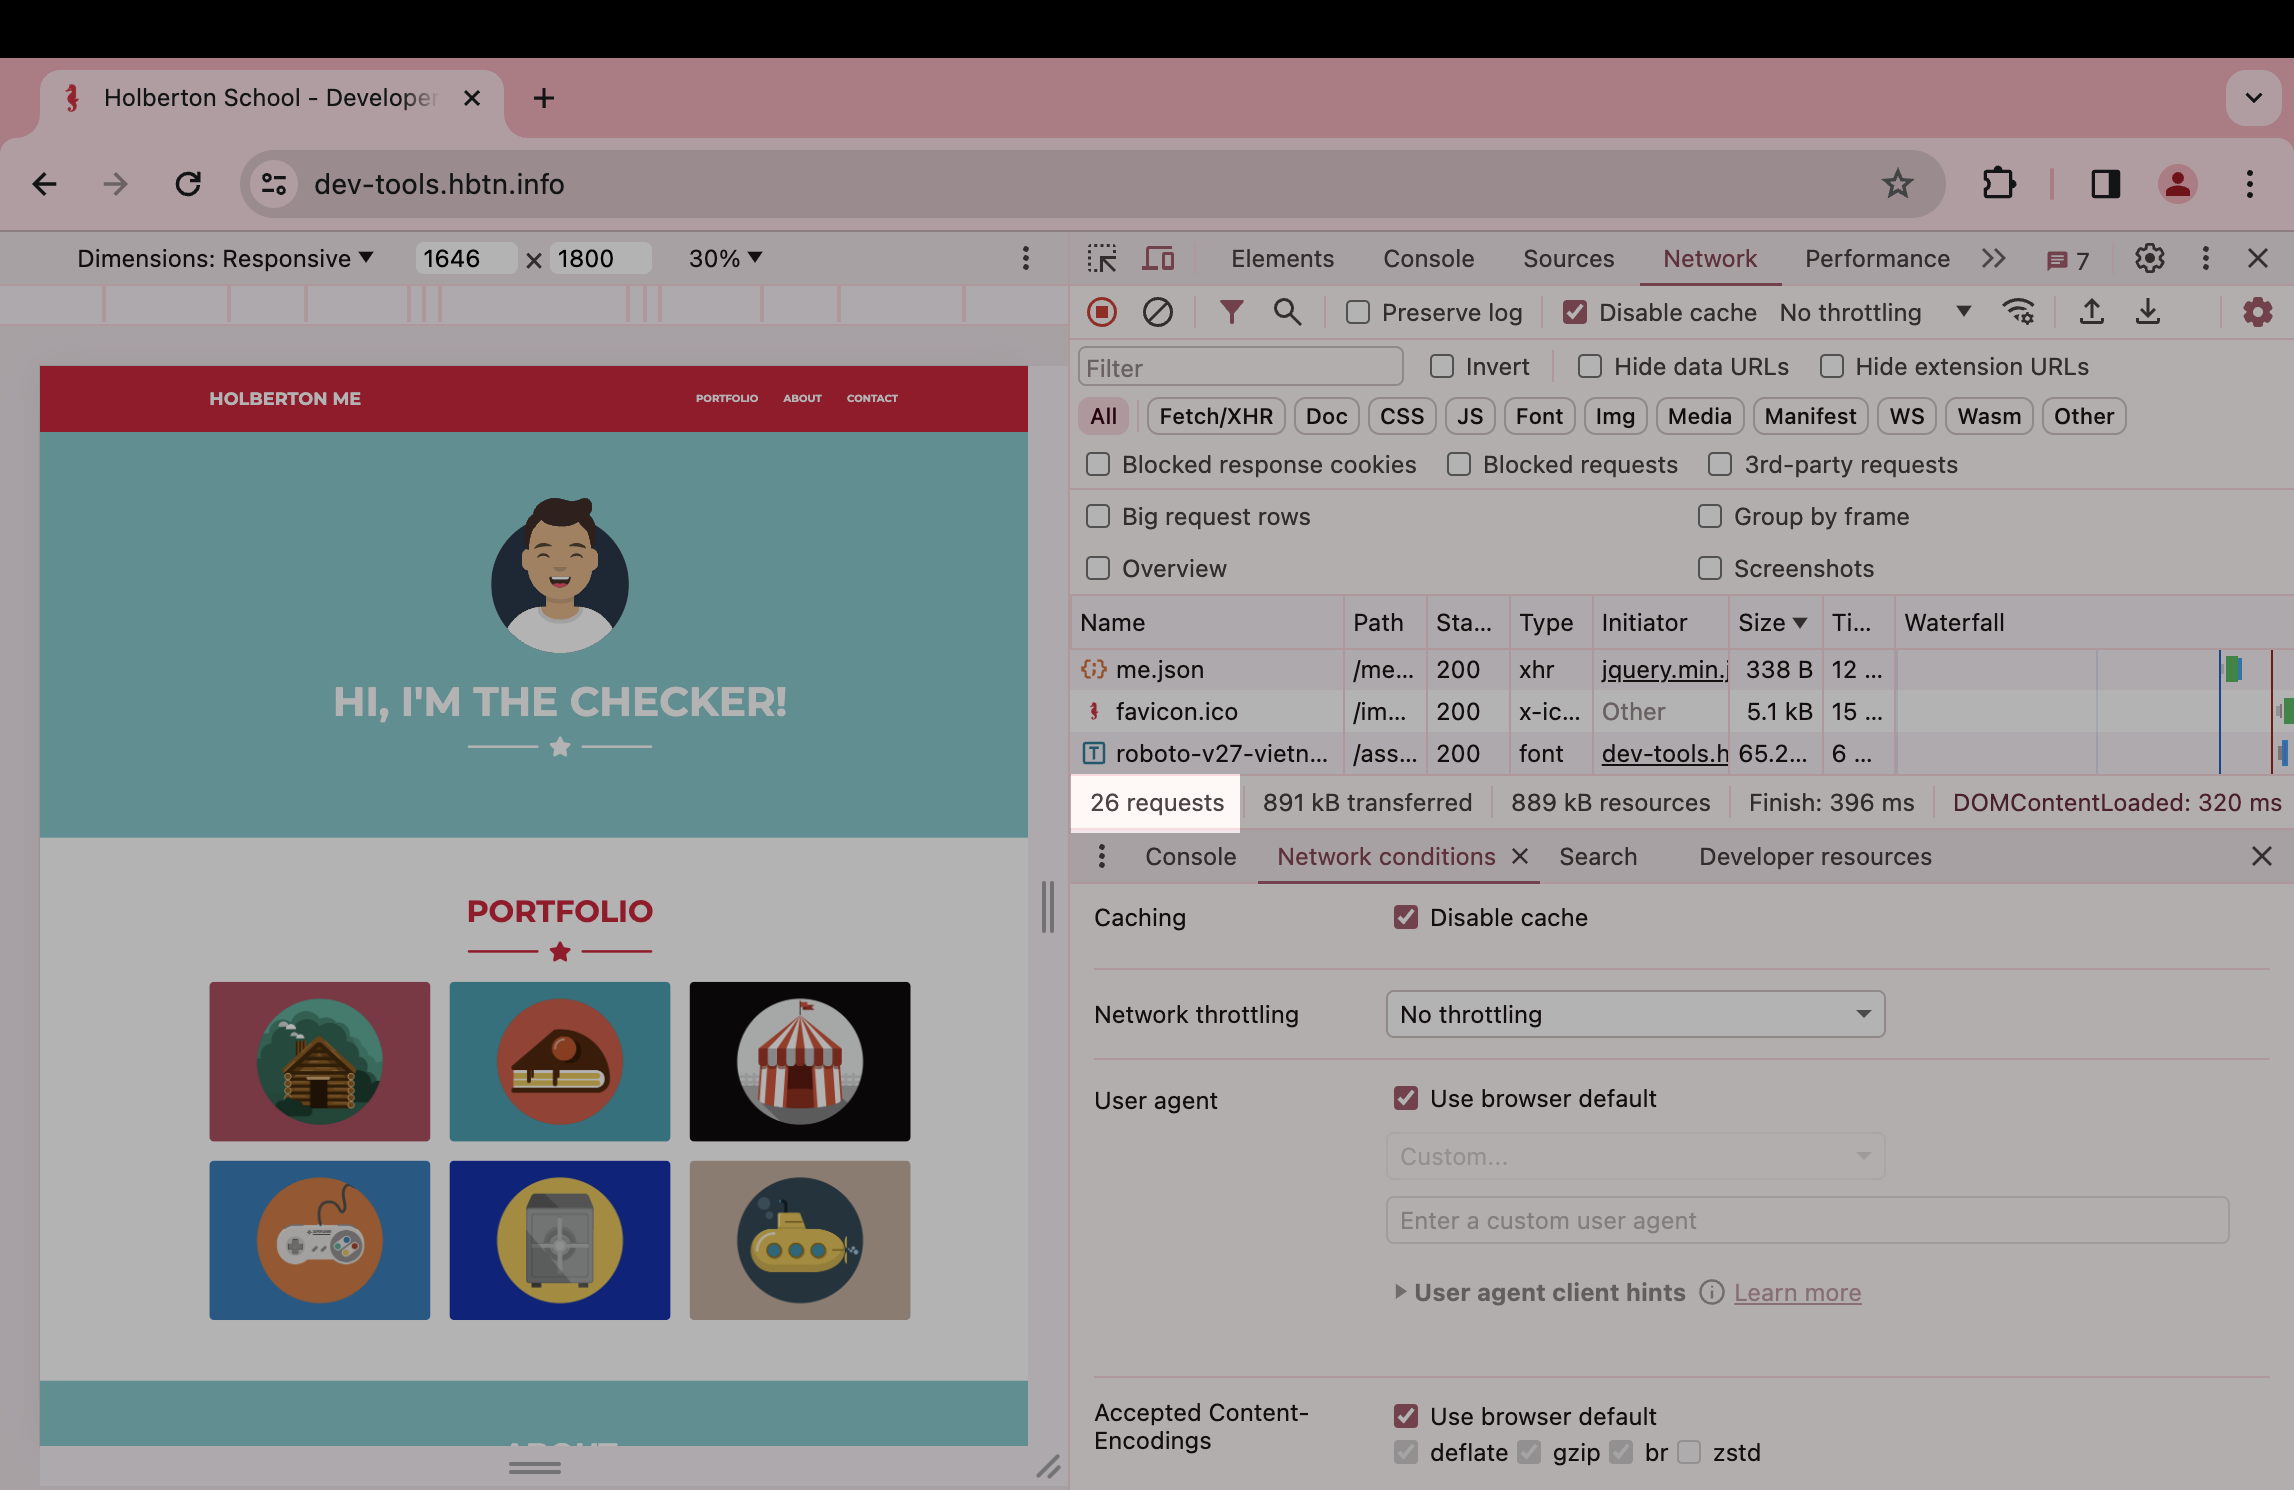 Holberton School - Developer
dev-tools.hbtn.info
Dimensions: Responsive 1646 × 1800 30%
Elements Console Sources Network Performance 7
Preserve log Disable cache No throttling
Filter Invert Hide data URLs Hide extension URLs
All Fetch/XHR Doc CSS JS Font Img Media Manifest WS Wasm Other
Blocked response cookies Blocked requests 3rd-party requests
Big request rows Group by frame
Overview Screenshots
Name Path Sta... Type Initiator Size Ti... Waterfall
me.json /me... 200 xhr jquery.min.j 338 B 12 ...
favicon.ico /im... 200 x-ic... Other 5.1 kB 15 ...
roboto-v27-vietn... /ass... 200 font dev-tools.h 65.2... 6 ...
26 requests 891 kB transferred 889 kB resources Finish: 396 ms DOMContentLoaded: 320 ms
Console Network conditions Search Developer resources
Caching Disable cache
Network throttling No throttling
User agent Use browser default
Custom...
Enter a custom user agent
User agent client hints Learn more
Accepted Content-
Encodings
Use browser default
deflate gzip br zstd
HOLBERTON ME PORTFOLIO ABOUT CONTACT
HI, I'M THE CHECKER!
PORTFOLIO
ABOUT